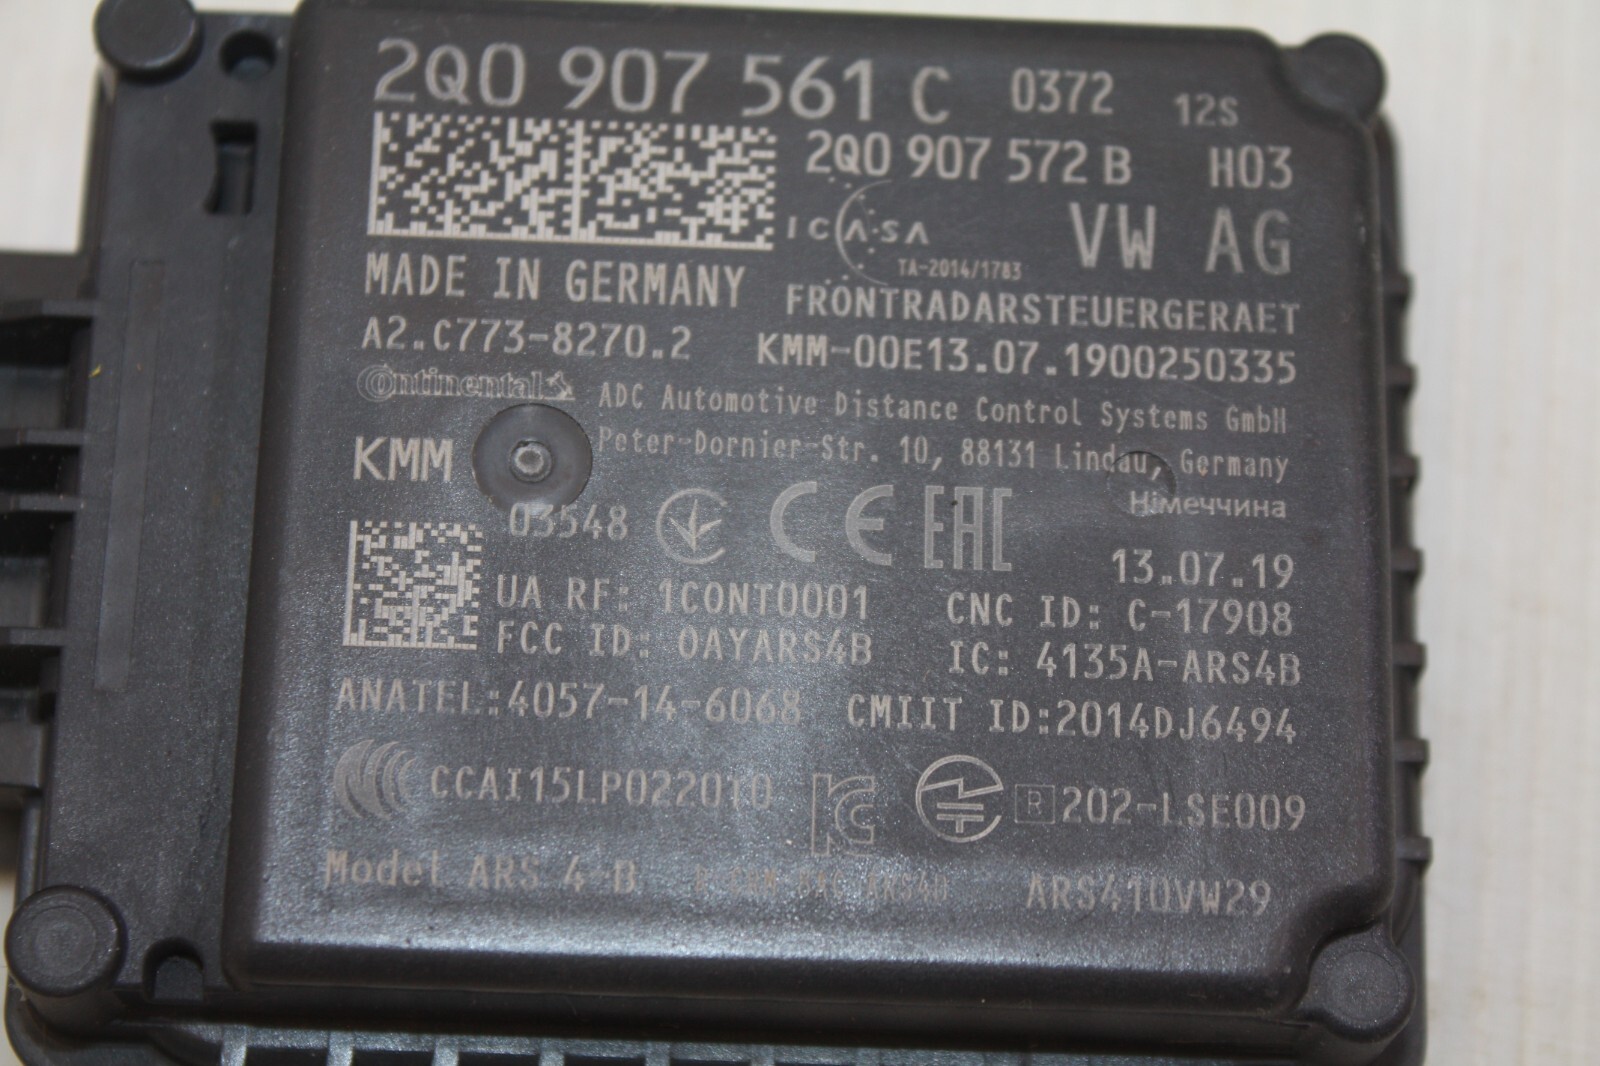 2Q0 907 561 C 0372 12S
2Q0 907 572 B H03
ICASA VW AG
TA-2014/1783
MADE IN GERMANY FRONTRADARSTEUERGERAET
A2.C773-8270.2 KMM-00E13.07.1900250335
Continental ADC Automotive Distance Control Systems GmbH
Peter-Dornier-Str. 10, 88131 Lindau, Germany
KMM Німеччина
03548 CE EAC 13.07.19
UA RF: 1CONT0001 CNC ID: C-17908
FCC ID: OAYARS4B IC: 4135A-ARS4B
ANATEL:4057-14-6068 CMIIT ID:2014DJ6494
CCAI15LP0220T0 KC R 202-LSE009
Model ARS 4-B ARS410VW29